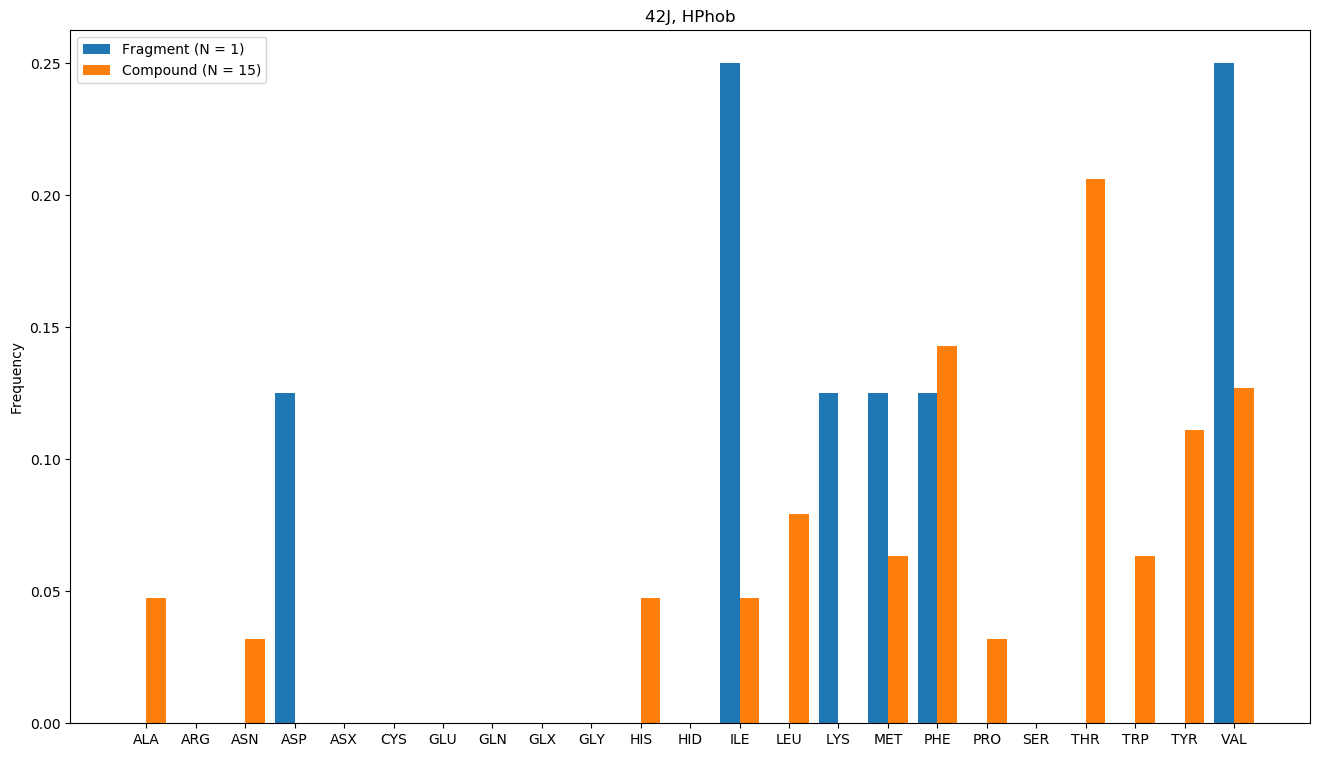 42J, HPhob
Fragment (N = 1)
Compound (N = 15)
Frequency
0.25
0.20
0.15
0.10
0.05
0.00
ALA ARG ASN ASP ASX CYS GLU GLN GLX GLY HIS HID ILE LEU LYS MET PHE PRO SER THR TRP TYR VAL